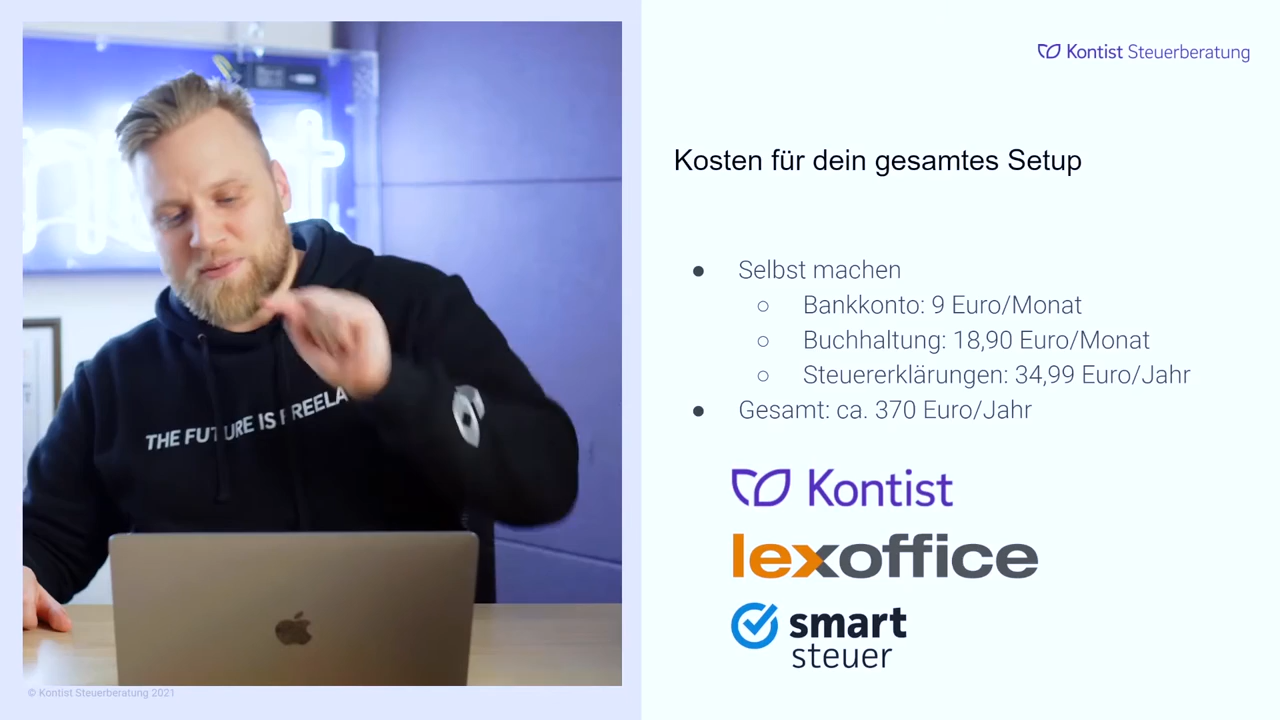 Kontist Steuerberatung
Kosten für dein gesamtes Setup
● Selbst machen
○ Bankkonto: 9 Euro/Monat
○ Buchhaltung: 18,90 Euro/Monat
○ Steuererklärungen: 34,99 Euro/Jahr
● Gesamt: ca. 370 Euro/Jahr
Kontist
lexoffice
smart
steuer
THE FUTURE IS FREELA
© Kontist Steuerberatung 2021